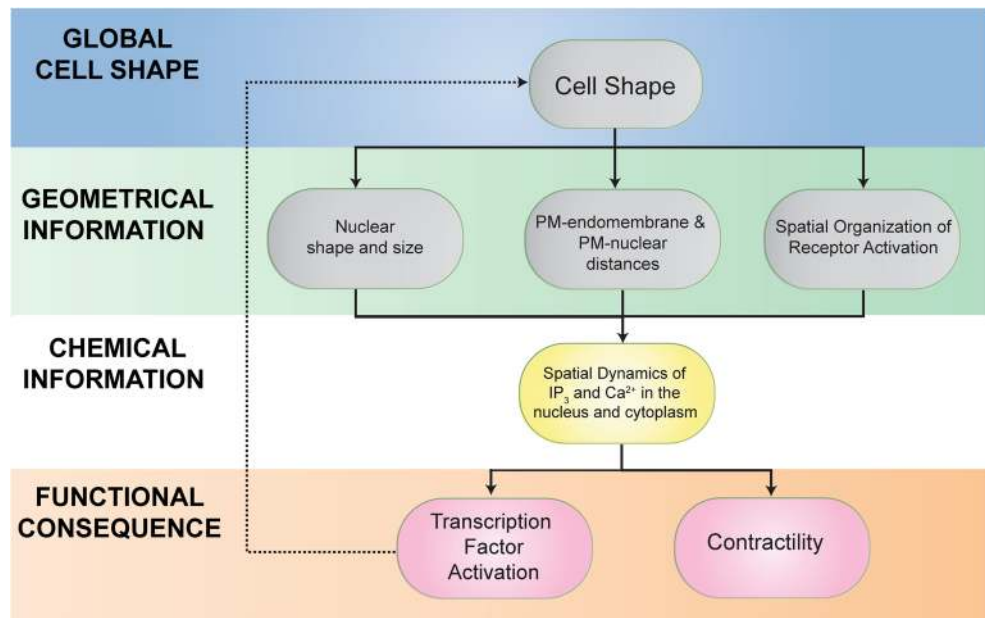 GLOBAL
CELL SHAPE
Cell Shape
GEOMETRICAL
INFORMATION
Nuclear
shape and size
PM-endomembrane &
PM-nuclear
distances
Spatial Organization of
Receptor Activation
CHEMICAL
INFORMATION
Spatial Dynamics of
IP₃ and Ca²⁺ in the
nucleus and cytoplasm
FUNCTIONAL
CONSEQUENCE
Transcription
Factor
Activation
Contractility